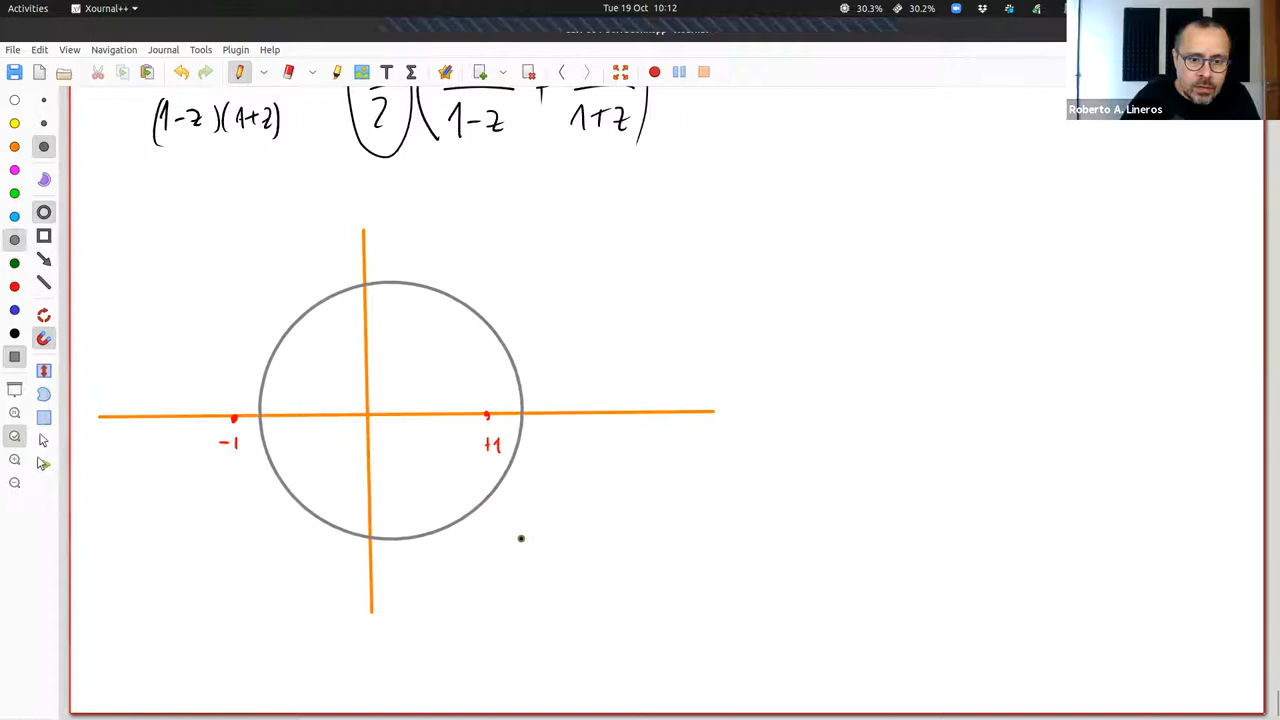 Activities Xournal++ Tue 19 Oct 10:12 30.3% 30.2%
File Edit View Navigation Journal Tools Plugin Help
Roberto A. Lineros
(1-z)(1+z) 2 1-z + 1+z
-1 +1